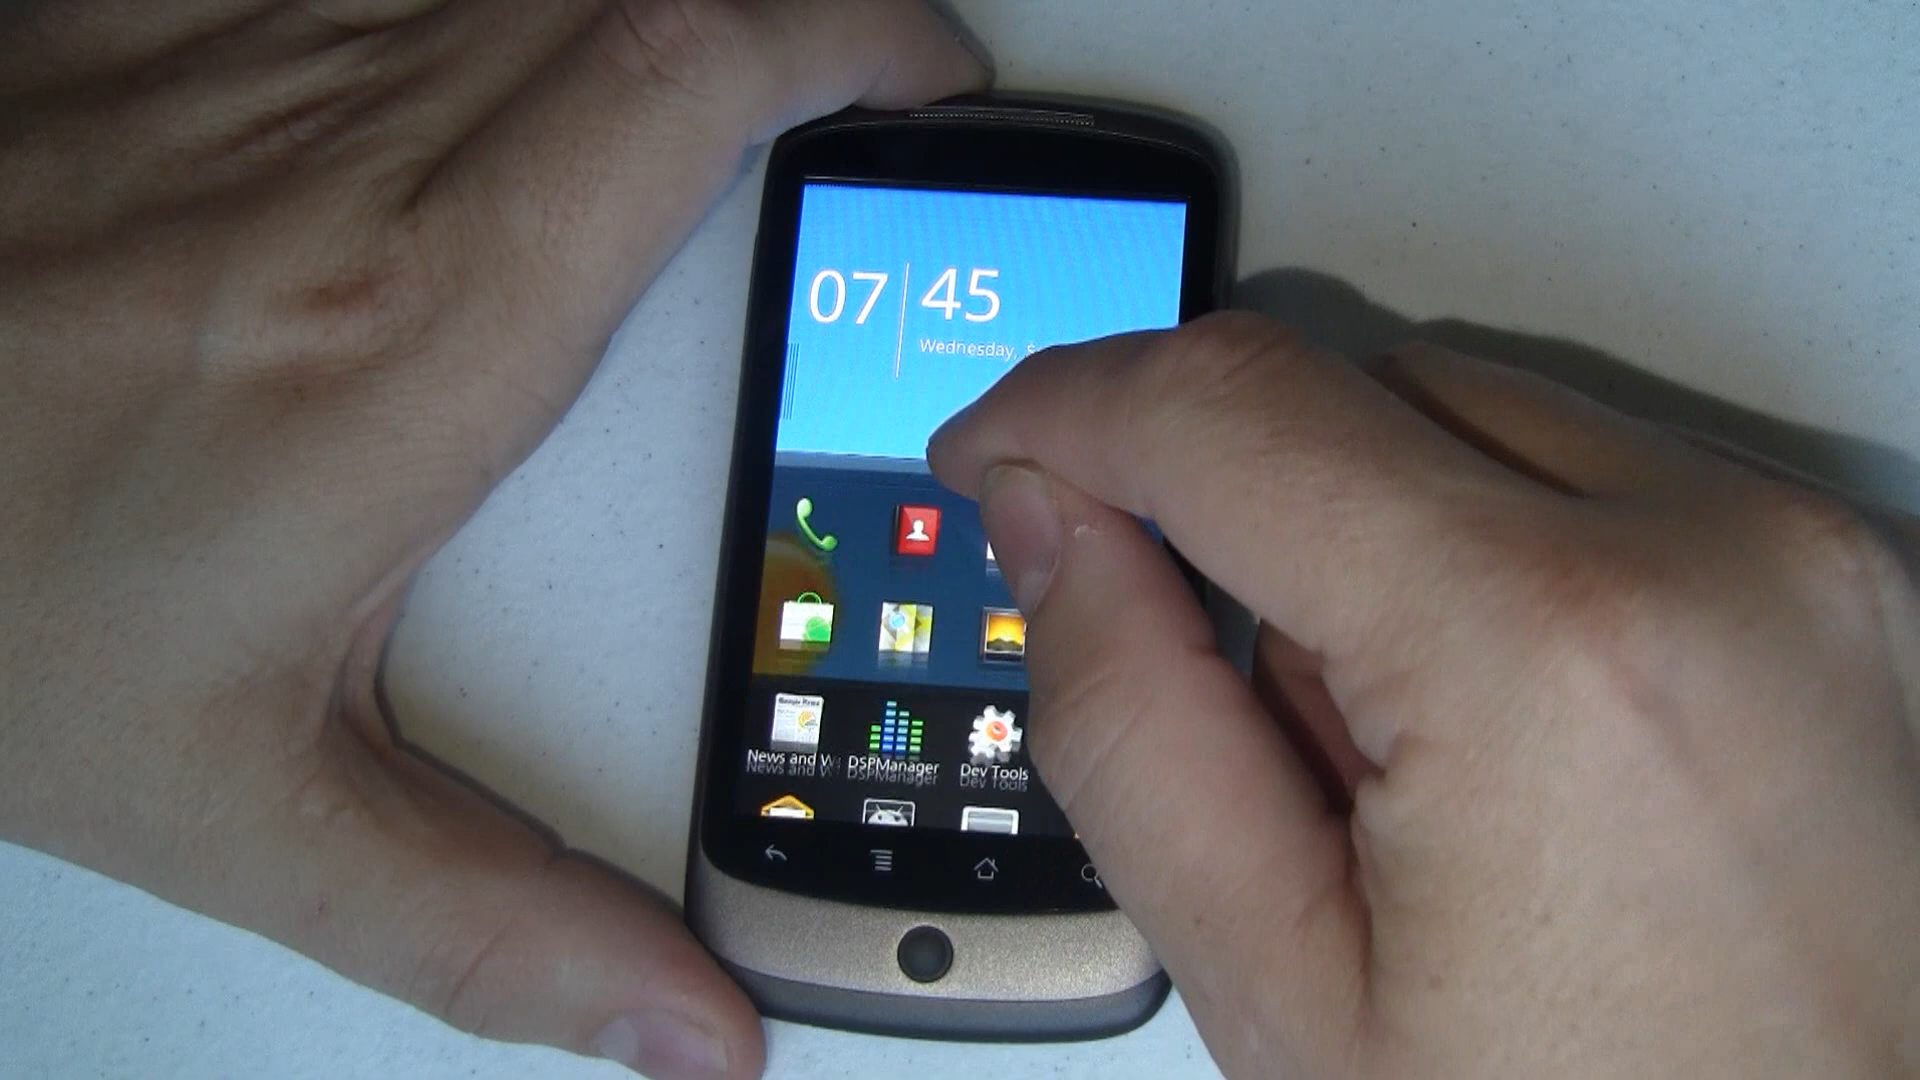 07 45
Wednesday,
News and W
DSPManager
Dev Tools